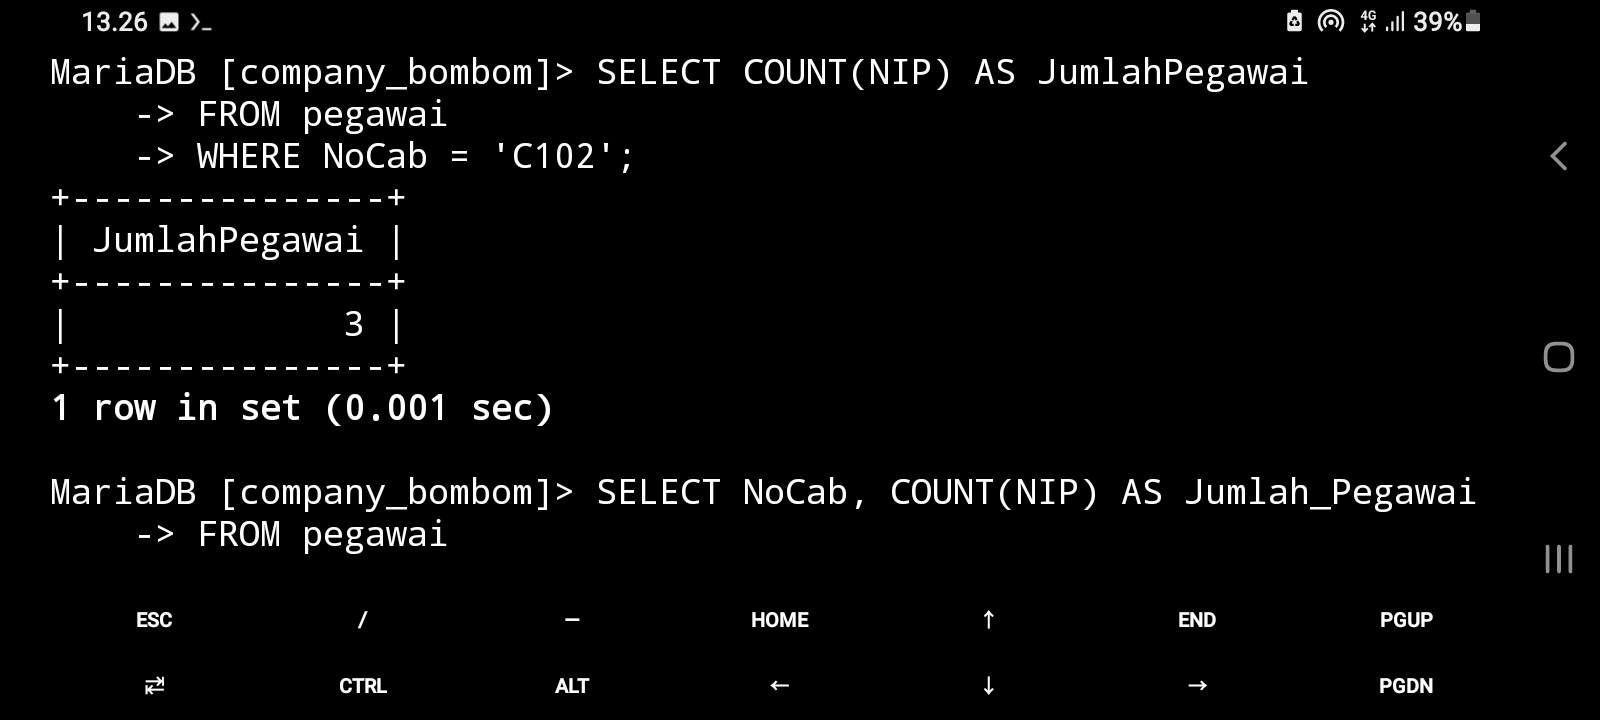 13.26 4G 39%
MariaDB [company_bombom]> SELECT COUNT(NIP) AS JumlahPegawai
    -> FROM pegawai
    -> WHERE NoCab = 'C102';
+---------------+
| JumlahPegawai |
+---------------+
|             3 |
+---------------+
1 row in set (0.001 sec)

MariaDB [company_bombom]> SELECT NoCab, COUNT(NIP) AS Jumlah_Pegawai
    -> FROM pegawai
ESC / — HOME ↑ END PGUP
⇄ CTRL ALT ← ↓ → PGDN